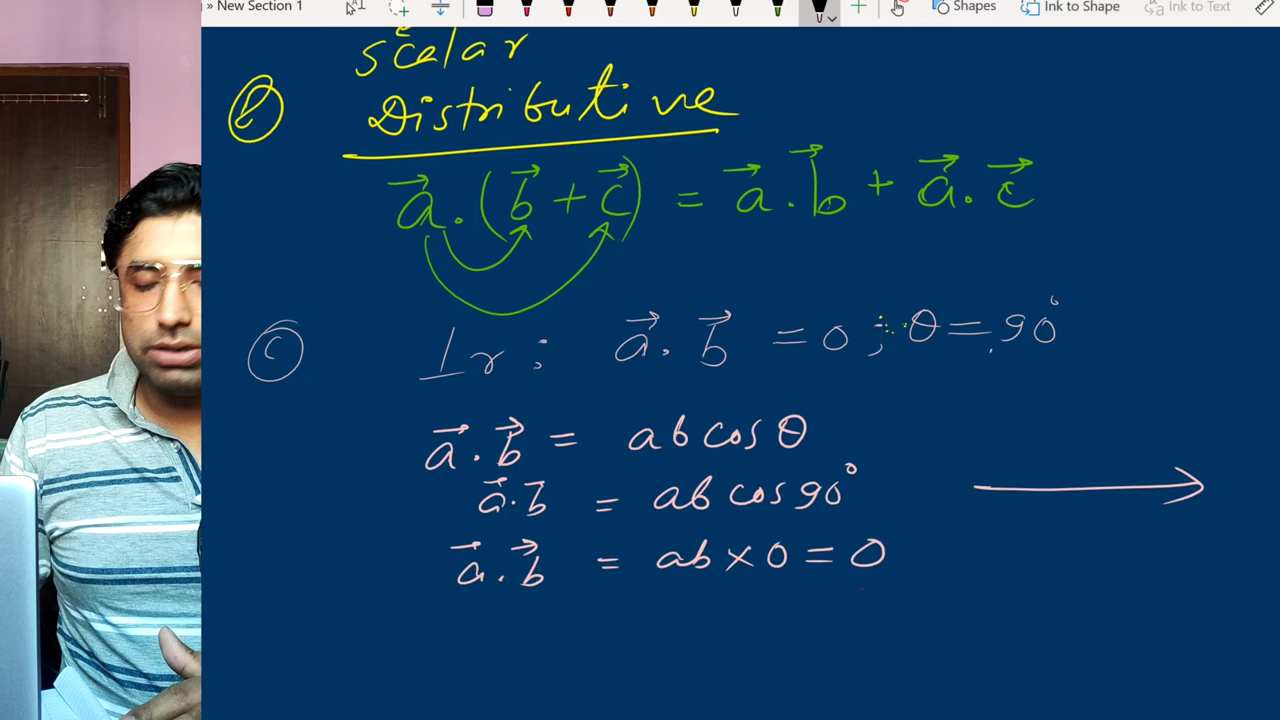 » New Section 1
Shapes
Ink to Shape
Ink to Text
scalar
(b) Distributive
a⃗.(b⃗+c⃗) = a⃗.b⃗ + a⃗.c⃗
(c) ⊥r : a⃗.b⃗ = 0 ; ∵ θ = 90°
a⃗.b⃗ = ab cos θ
a⃗.b⃗ = ab cos 90°
a⃗.b⃗ = ab × 0 = 0